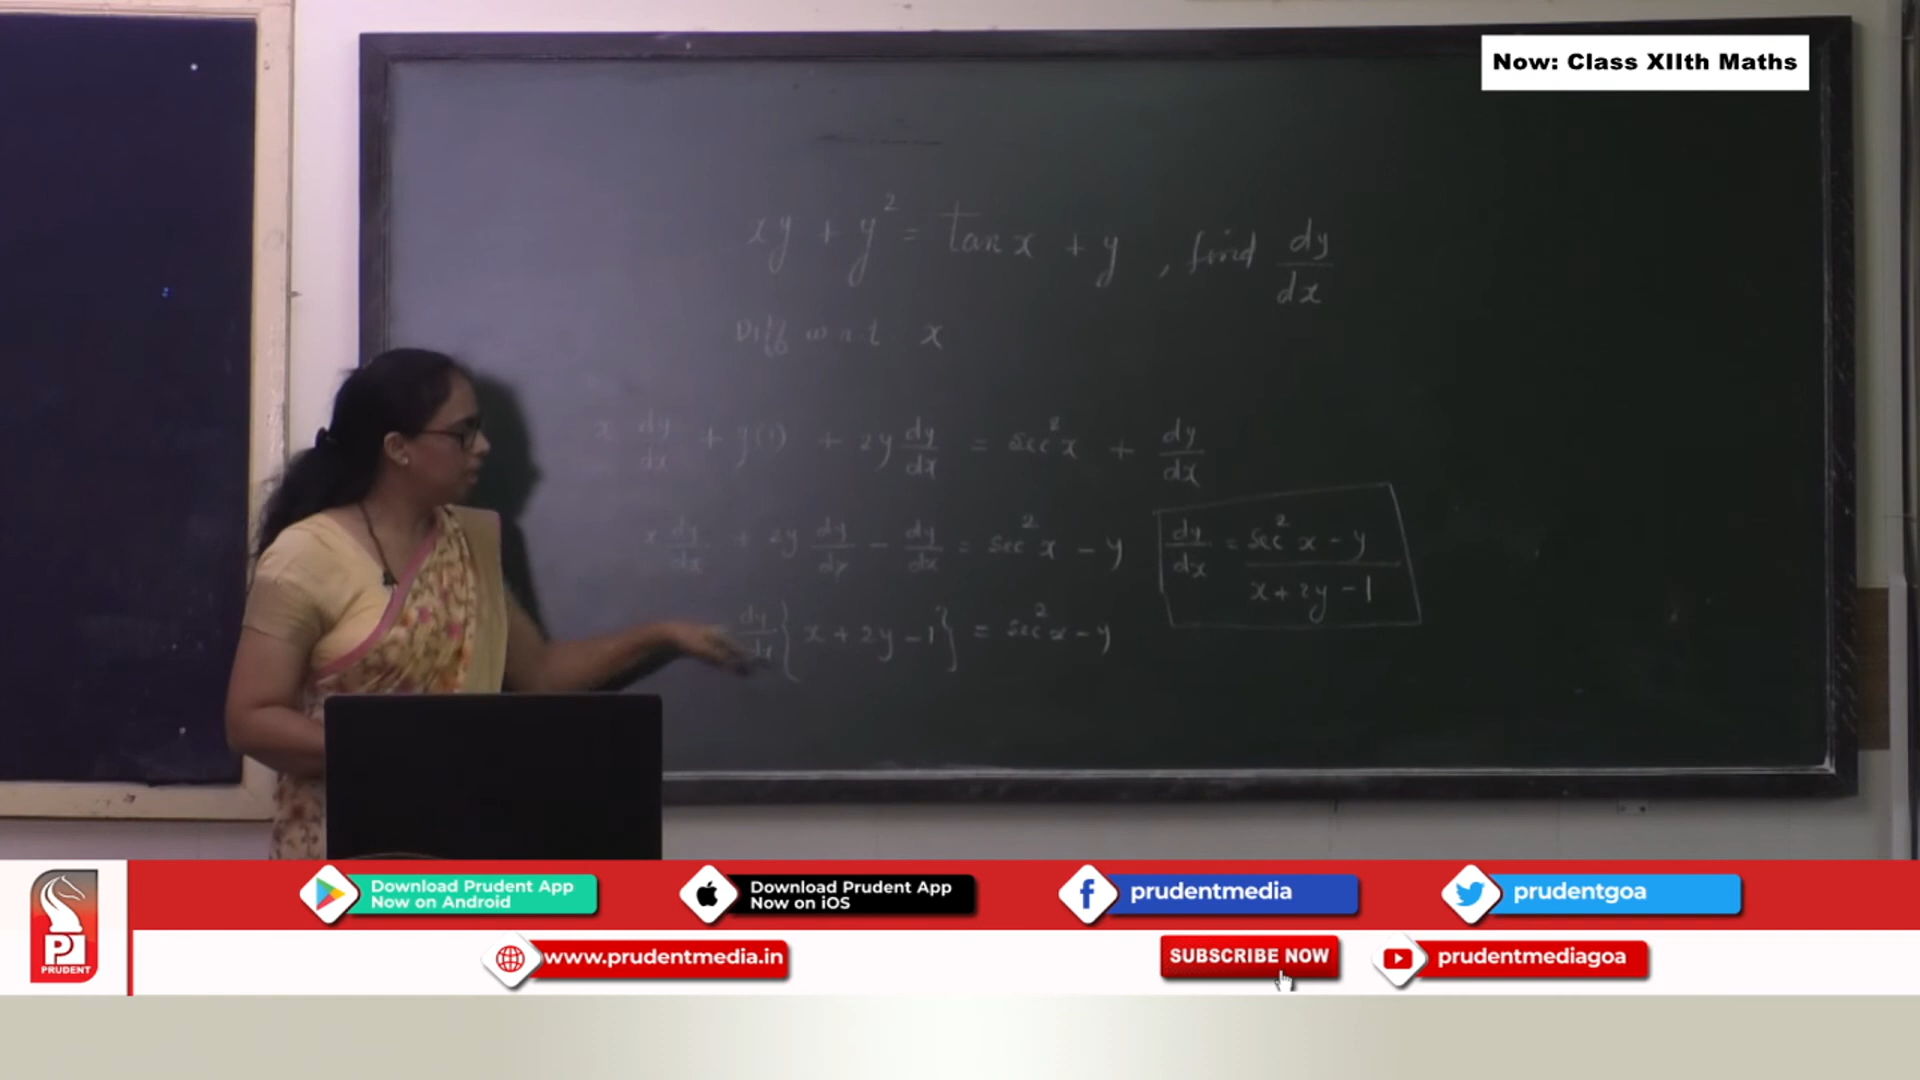 Now: Class XIIth Maths
xy + y² = tan x + y , find dy/dx
Diff w.r.t x
x dy/dx + y(1) + 2y dy/dx = sec²x + dy/dx
x dy/dx + 2y dy/dx - dy/dx = sec²x - y
dy/dx = sec²x - y / x + 2y - 1
dy/dx { x + 2y - 1 } = sec²x - y
Download Prudent App
Now on Android
Download Prudent App
Now on iOS
prudentmedia
prudentgoa
PRUDENT
www.prudentmedia.in
SUBSCRIBE NOW
prudentmediagoa